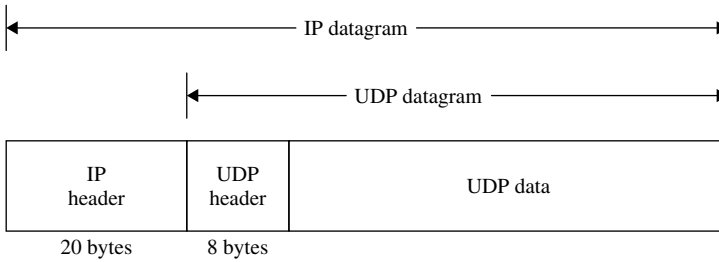 IP datagram
UDP datagram
IP
header
UDP
header
UDP data
20 bytes
8 bytes